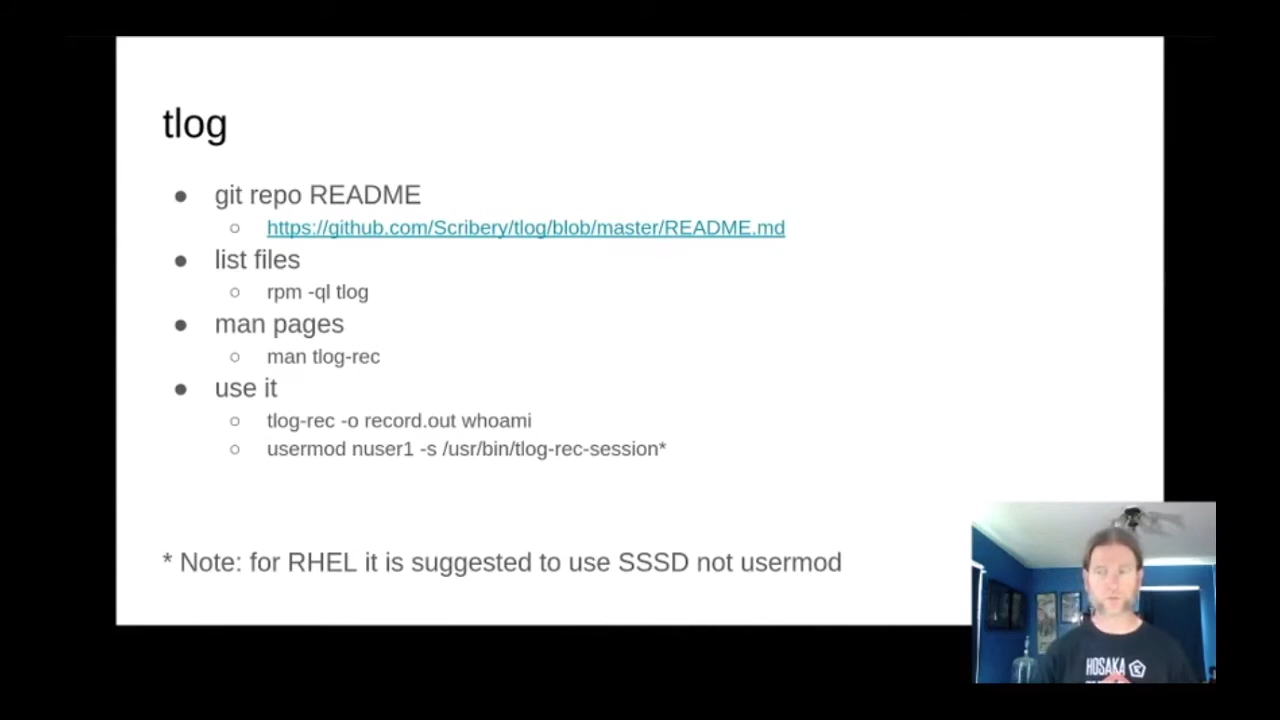 tlog
● git repo README
○ https://github.com/Scribery/tlog/blob/master/README.md
● list files
○ rpm -ql tlog
● man pages
○ man tlog-rec
● use it
○ tlog-rec -o record.out whoami
○ usermod nuser1 -s /usr/bin/tlog-rec-session*
* Note: for RHEL it is suggested to use SSSD not usermod
HOSAKA